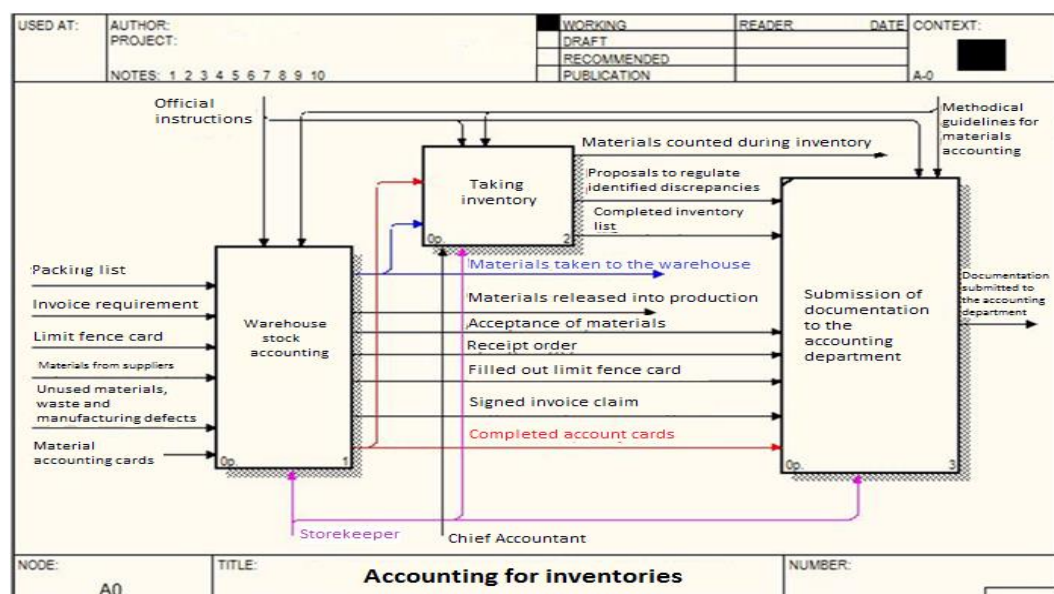 USED AT:
AUTHOR:
PROJECT:
NOTES: 1 2 3 4 5 6 7 8 9 10
WORKING
DRAFT
RECOMMENDED
PUBLICATION
READER
DATE
CONTEXT:
A-0
Official
instructions
Methodical
guidelines for
materials
accounting
Taking
inventory
0p.
2
Materials counted during inventory
Proposals to regulate
identified discrepancies
Completed inventory
list
Packing list
Invoice requirement
Limit fence card
Materials from suppliers
Unused materials,
waste and
manufacturing defects
Material
accounting cards
Warehouse
stock
accounting
0p.
1
Materials taken to the warehouse
Materials released into production
Acceptance of materials
Receipt order
Filled out limit fence card
Signed invoice claim
Completed account cards
Submission of
documentation
to the
accounting
department
0p.
3
Documentation
submitted to
the accounting
department
Storekeeper
Chief Accountant
NODE:
A0
TITLE:
Accounting for inventories
NUMBER: